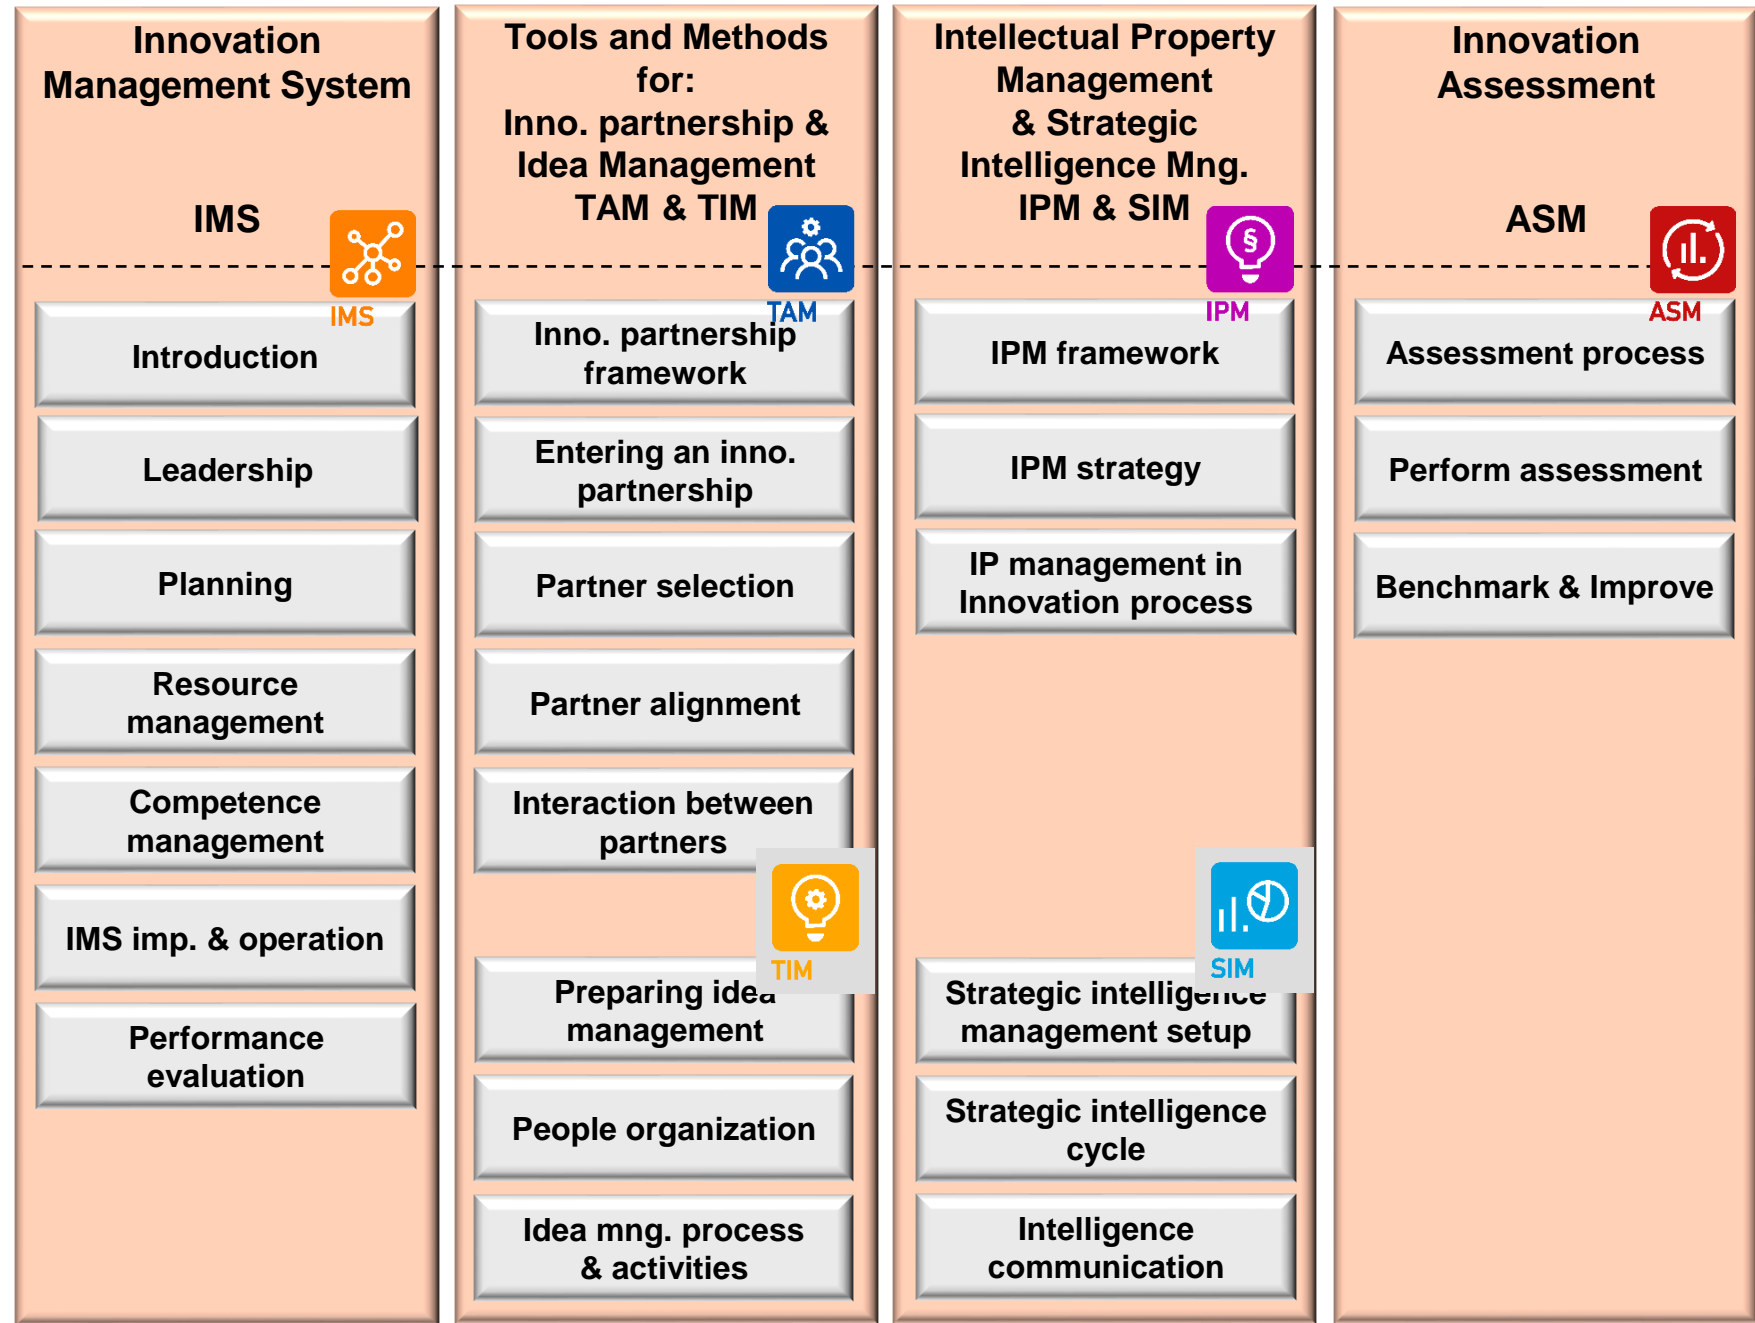 Innovation
Management System
IMS
IMS
Introduction
Leadership
Planning
Resource
management
Competence
management
IMS imp. & operation
Performance
evaluation
Tools and Methods
for:
Inno. partnership &
Idea Management
TAM & TIM
TAM
Inno. partnership
framework
Entering an inno.
partnership
Partner selection
Partner alignment
Interaction between
partners
TIM
Preparing idea
management
People organization
Idea mng. process
& activities
Intellectual Property
Management
& Strategic
Intelligence Mng.
IPM & SIM
§
IPM
IPM framework
IPM strategy
IP management in
Innovation process
SIM
Strategic intelligence
management setup
Strategic intelligence
cycle
Intelligence
communication
Innovation
Assessment
ASM
ASM
Assessment process
Perform assessment
Benchmark & Improve